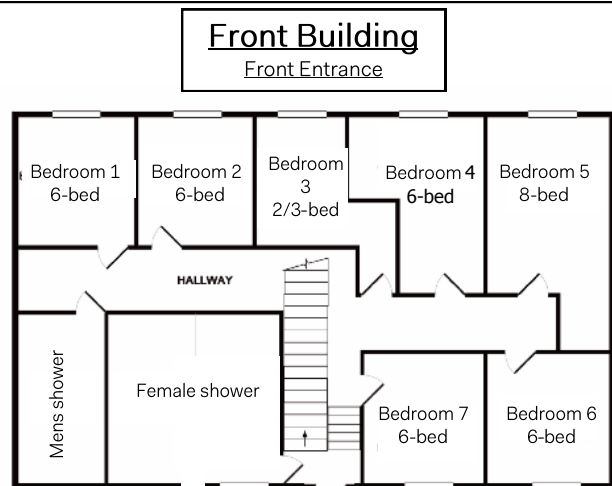 Front Building
Front Entrance
Bedroom 1
6-bed
Bedroom 2
6-bed
Bedroom
3
2/3-bed
Bedroom 4
6-bed
Bedroom 5
8-bed
HALLWAY
Mens shower
Female shower
Bedroom 7
6-bed
Bedroom 6
6-bed